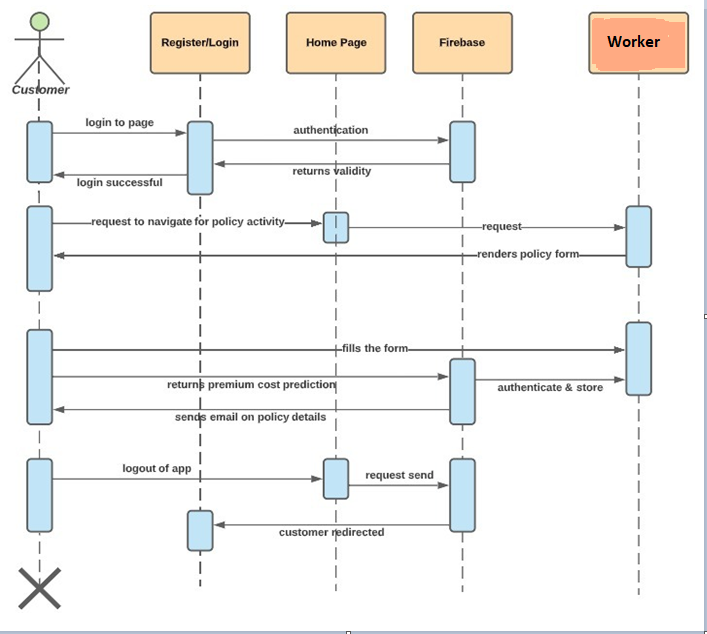 Register/Login
Home Page
Firebase
Worker
Customer
login to page
authentication
returns validity
login successful
request to navigate for policy activity
request
renders policy form
fills the form
returns premium cost prediction
authenticate & store
sends email on policy details
logout of app
request send
customer redirected